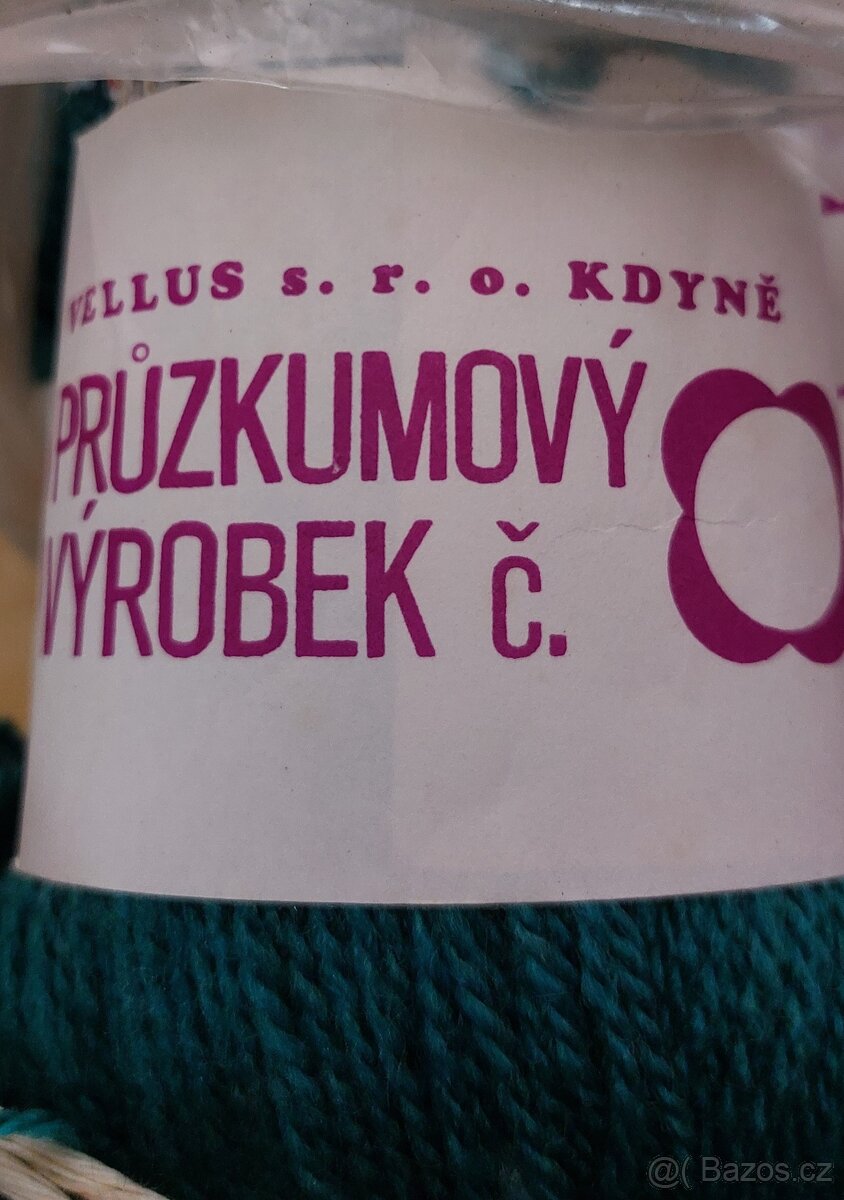 VELLUS s. r. o. KDYNĚ
PRŮZKUMOVÝ
VÝROBEK č.
@( Bazos.cz